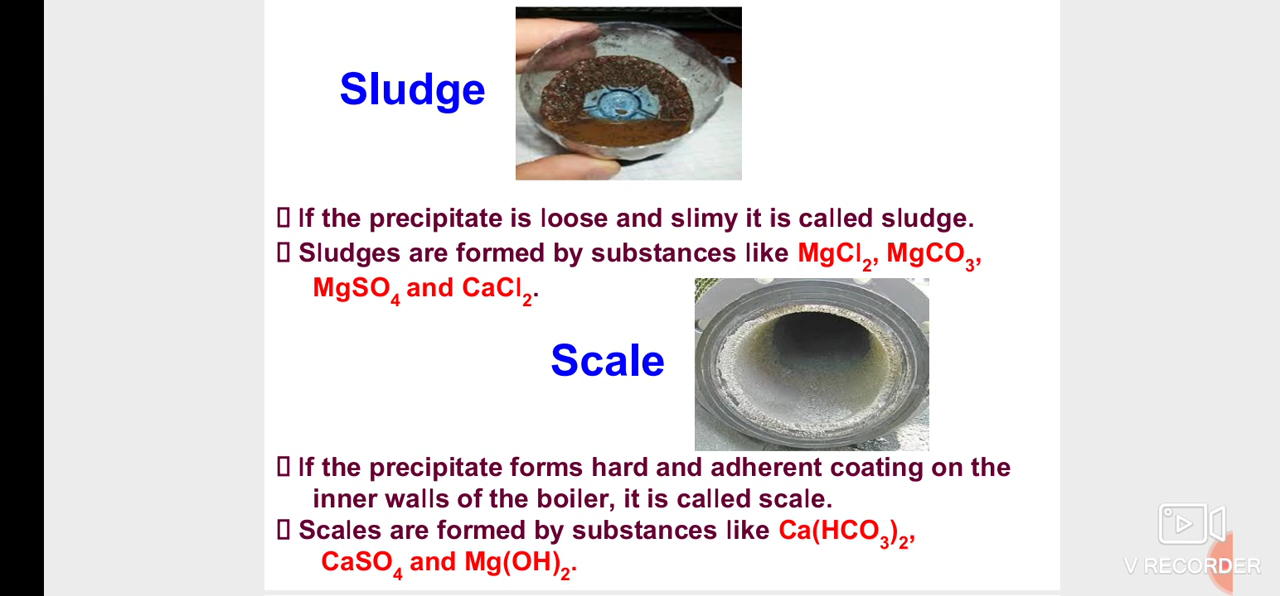 Sludge
▯ If the precipitate is loose and slimy it is called sludge.
▯ Sludges are formed by substances like MgCl₂, MgCO₃,
MgSO₄ and CaCl₂.
Scale
▯ If the precipitate forms hard and adherent coating on the
inner walls of the boiler, it is called scale.
▯ Scales are formed by substances like Ca(HCO₃)₂,
CaSO₄ and Mg(OH)₂.
V RECORDER